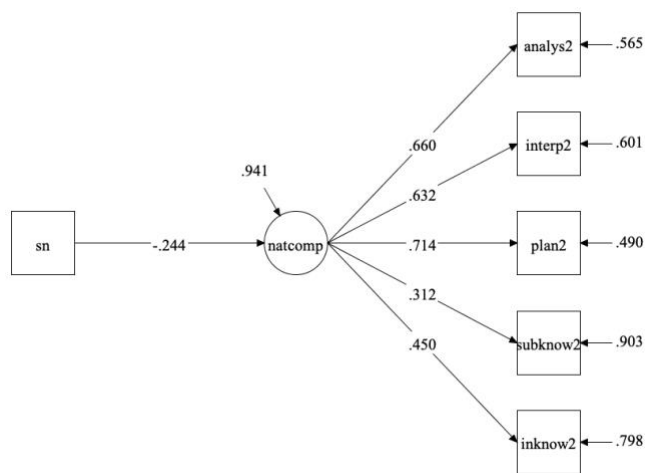 analys2
.565
.660
interp2
.601
.941
.632
sn
-.244
natcomp
.714
plan2
.490
.312
subknow2
.903
.450
inknow2
.798